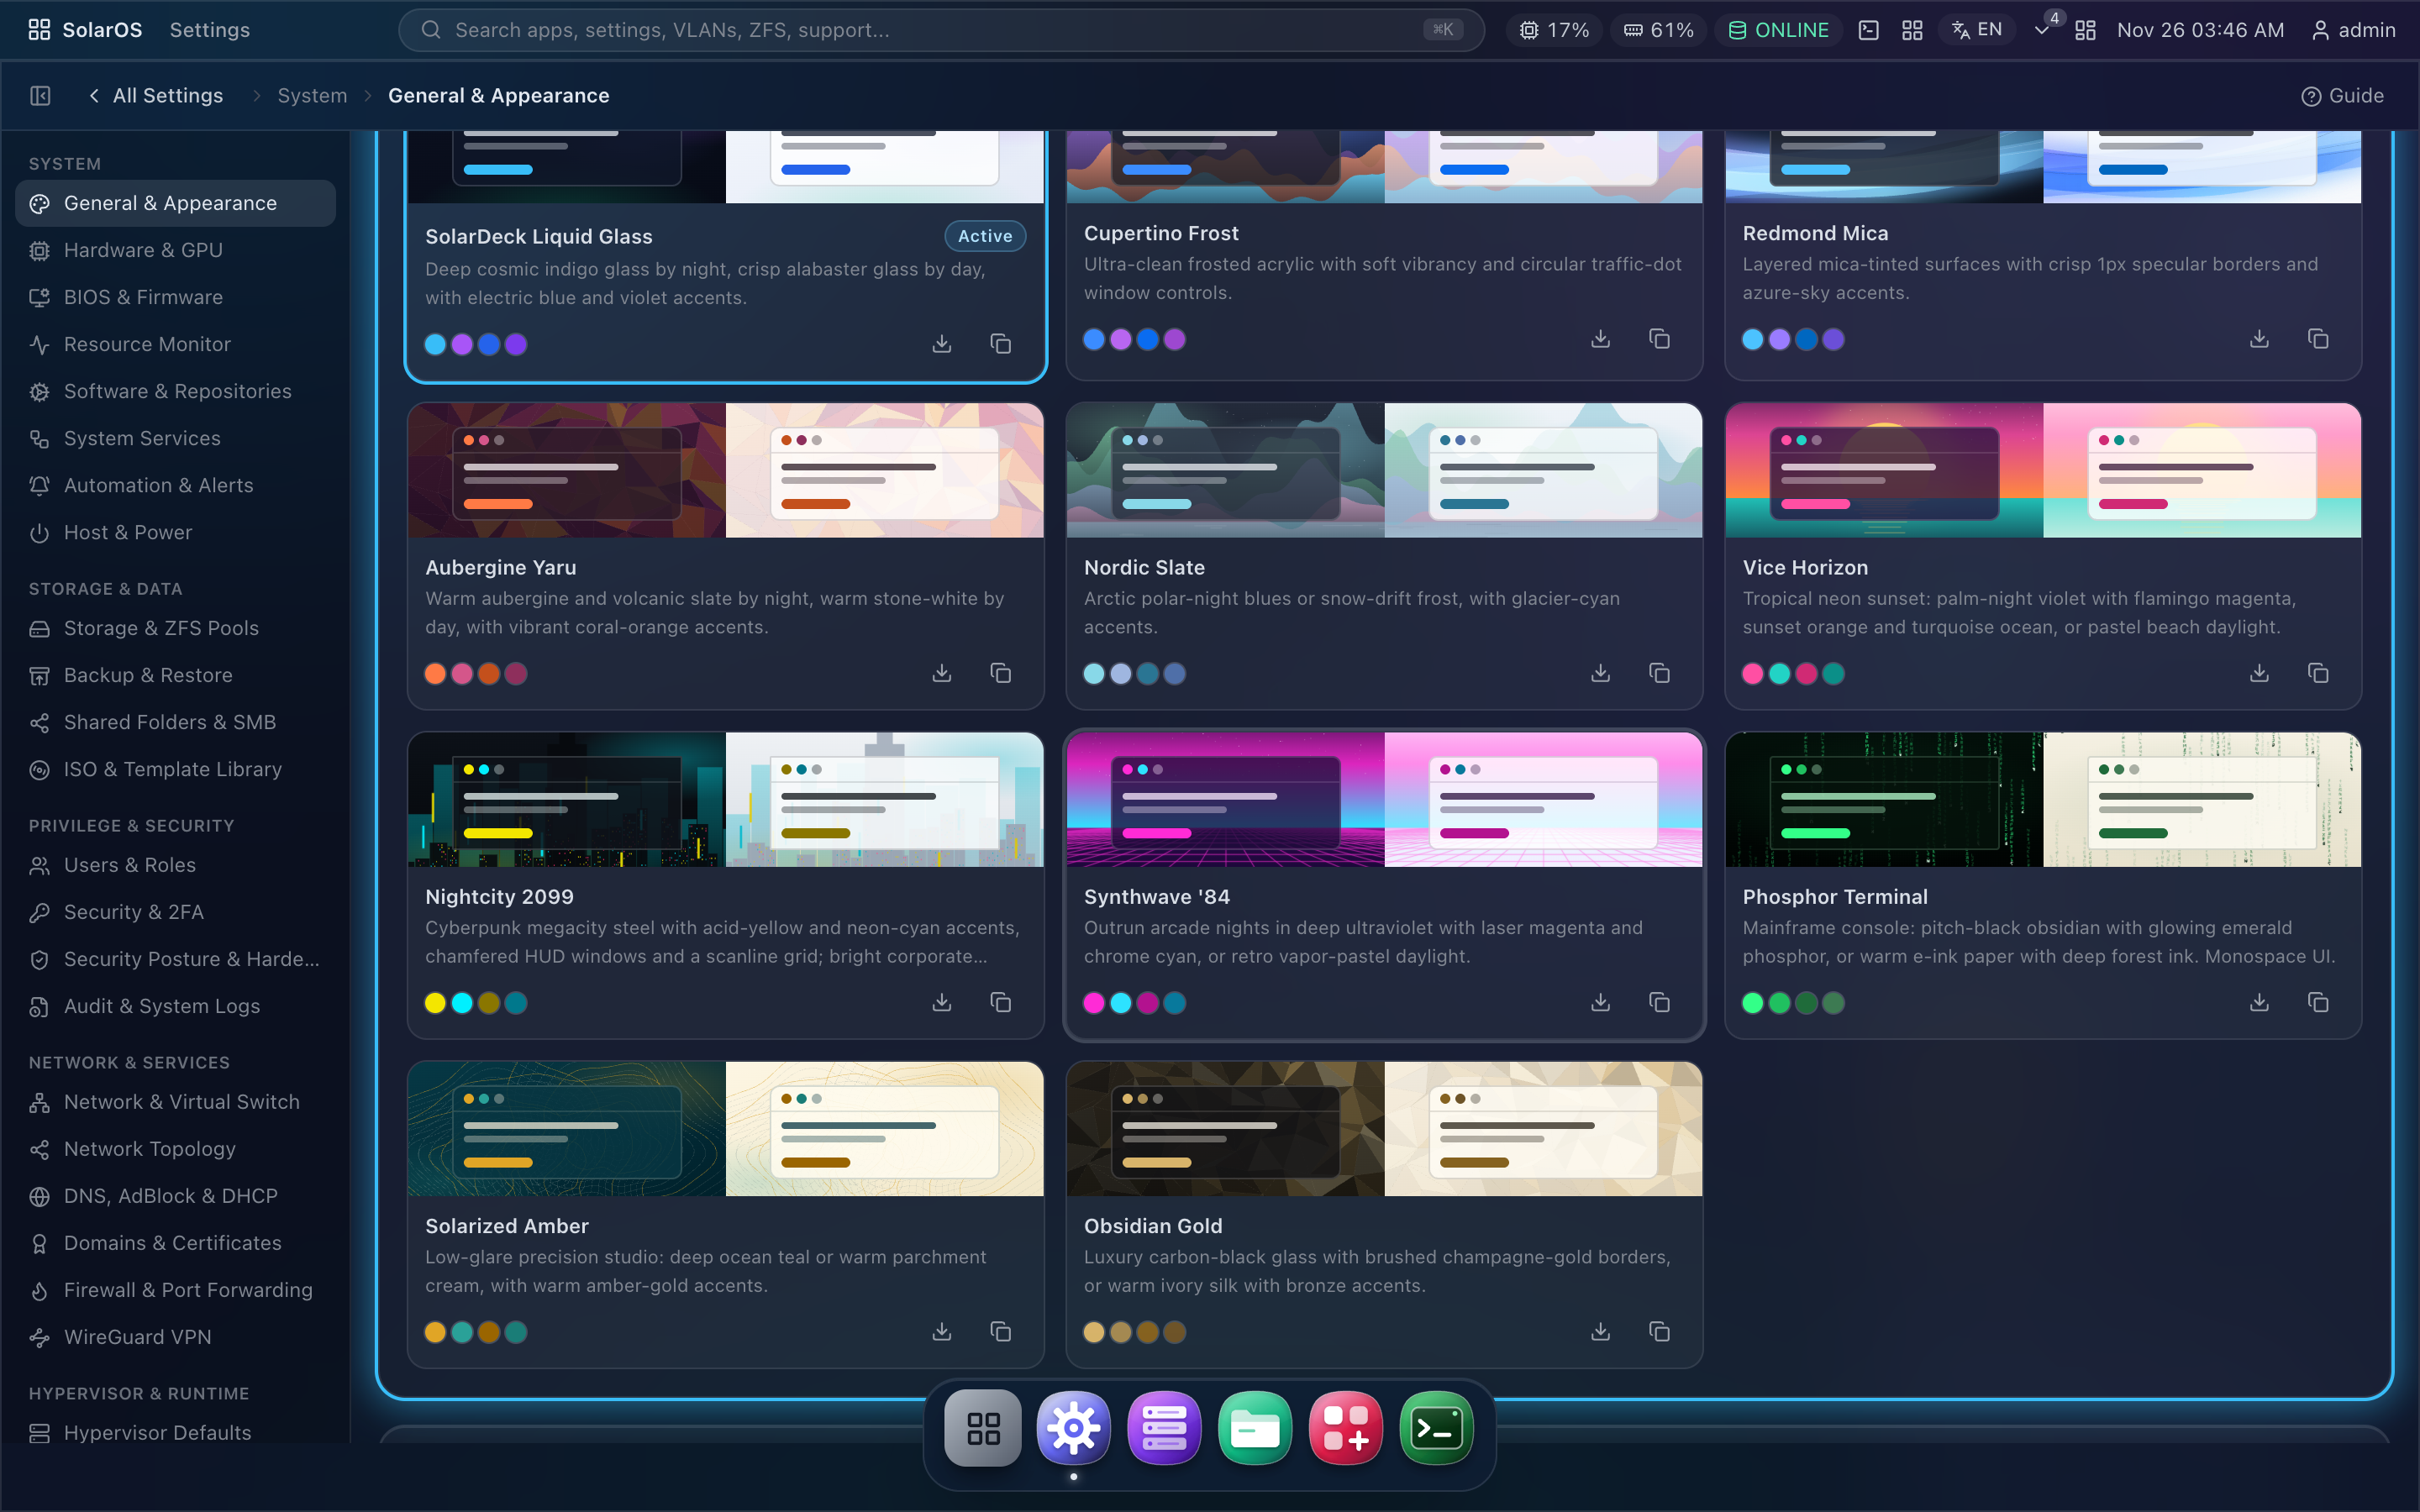 SolarOS Settings Search apps, settings, VLANs, ZFS, support... ⌘K 17% 61% ONLINE EN 4 Nov 26 03:46 AM admin
All Settings System General & Appearance Guide
SYSTEM
General & Appearance
Hardware & GPU
BIOS & Firmware
Resource Monitor
Software & Repositories
System Services
Automation & Alerts
Host & Power
STORAGE & DATA
Storage & ZFS Pools
Backup & Restore
Shared Folders & SMB
ISO & Template Library
PRIVILEGE & SECURITY
Users & Roles
Security & 2FA
Security Posture & Harde...
Audit & System Logs
NETWORK & SERVICES
Network & Virtual Switch
Network Topology
DNS, AdBlock & DHCP
Domains & Certificates
Firewall & Port Forwarding
WireGuard VPN
HYPERVISOR & RUNTIME
Hypervisor Defaults
SolarDeck Liquid Glass
Active
Deep cosmic indigo glass by night, crisp alabaster glass by day,
with electric blue and violet accents.
Cupertino Frost
Ultra-clean frosted acrylic with soft vibrancy and circular traffic-dot
window controls.
Redmond Mica
Layered mica-tinted surfaces with crisp 1px specular borders and
azure-sky accents.
Aubergine Yaru
Warm aubergine and volcanic slate by night, warm stone-white by
day, with vibrant coral-orange accents.
Nordic Slate
Arctic polar-night blues or snow-drift frost, with glacier-cyan
accents.
Vice Horizon
Tropical neon sunset: palm-night violet with flamingo magenta,
sunset orange and turquoise ocean, or pastel beach daylight.
Nightcity 2099
Cyberpunk megacity steel with acid-yellow and neon-cyan accents,
chamfered HUD windows and a scanline grid; bright corporate...
Synthwave '84
Outrun arcade nights in deep ultraviolet with laser magenta and
chrome cyan, or retro vapor-pastel daylight.
Phosphor Terminal
Mainframe console: pitch-black obsidian with glowing emerald
phosphor, or warm e-ink paper with deep forest ink. Monospace UI.
Solarized Amber
Low-glare precision studio: deep ocean teal or warm parchment
cream, with warm amber-gold accents.
Obsidian Gold
Luxury carbon-black glass with brushed champagne-gold borders,
or warm ivory silk with bronze accents.